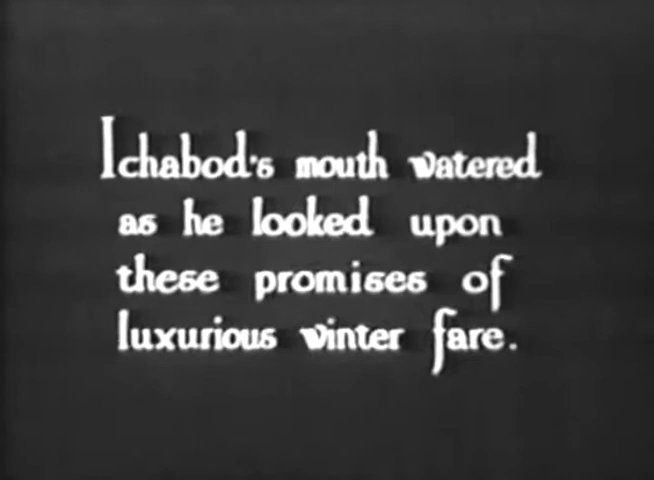 Ichabod's mouth watered
as he looked upon
these promises of
luxurious winter fare.